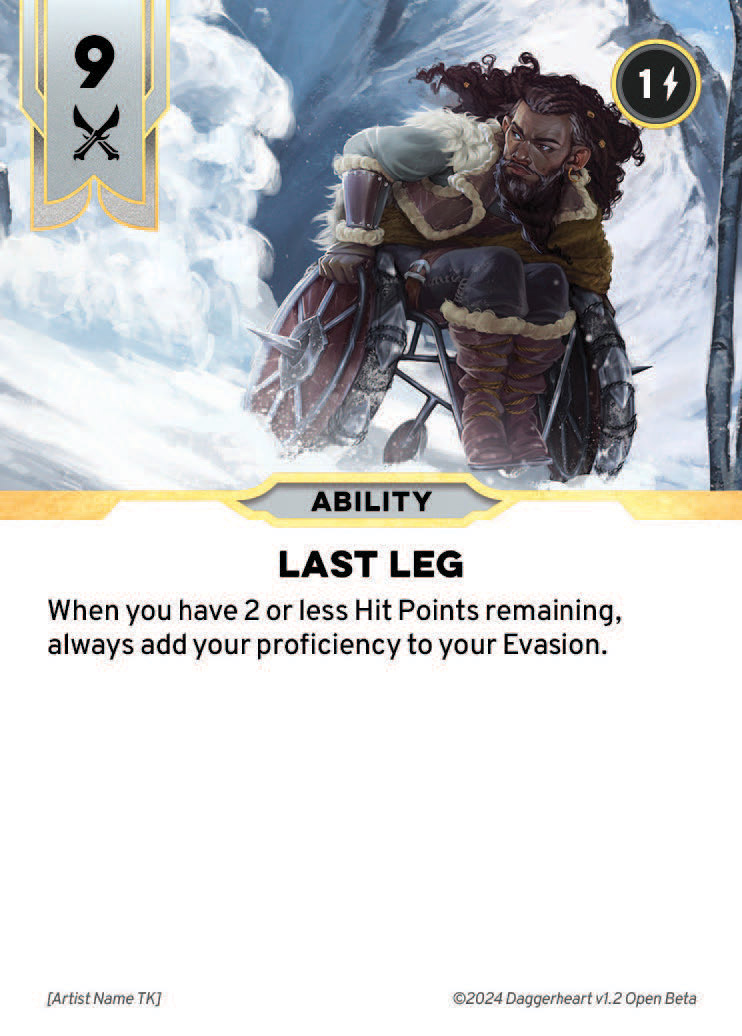 9
1
ABILITY
LAST LEG
When you have 2 or less Hit Points remaining,
always add your proficiency to your Evasion.
[Artist Name TK]
©2024 Daggerheart v1.2 Open Beta